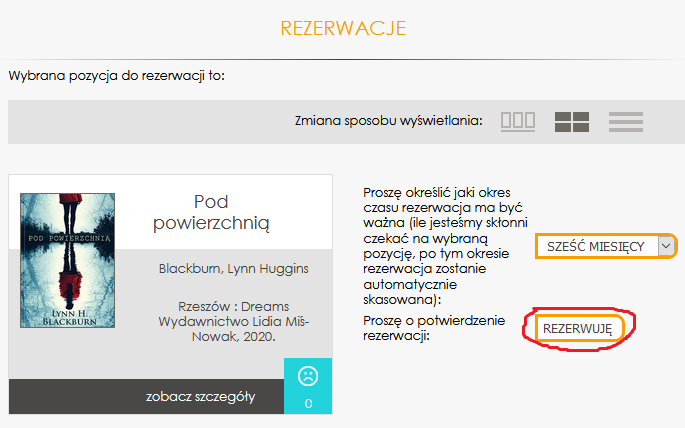 REZERWACJE
Wybrana pozycja do rezerwacji to:
Zmiana sposobu wyświetlania:
Pod
powierzchnią
POD POWIERZCHNIĄ
LYNN H.
BLACKBURN
Blackburn, Lynn Huggins
Rzeszów : Dreams
Wydawnictwo Lidia Miś-
Nowak, 2020.
zobacz szczegóły
0
Proszę określić jaki okres
czasu rezerwacja ma być
ważna (ile jesteśmy skłonni
czekać na wybraną
pozycję, po tym okresie
rezerwacja zostanie
automatycznie
skasowana):
SZEŚĆ MIESIĘCY
Proszę o potwierdzenie
rezerwacji:
REZERWUJĘ